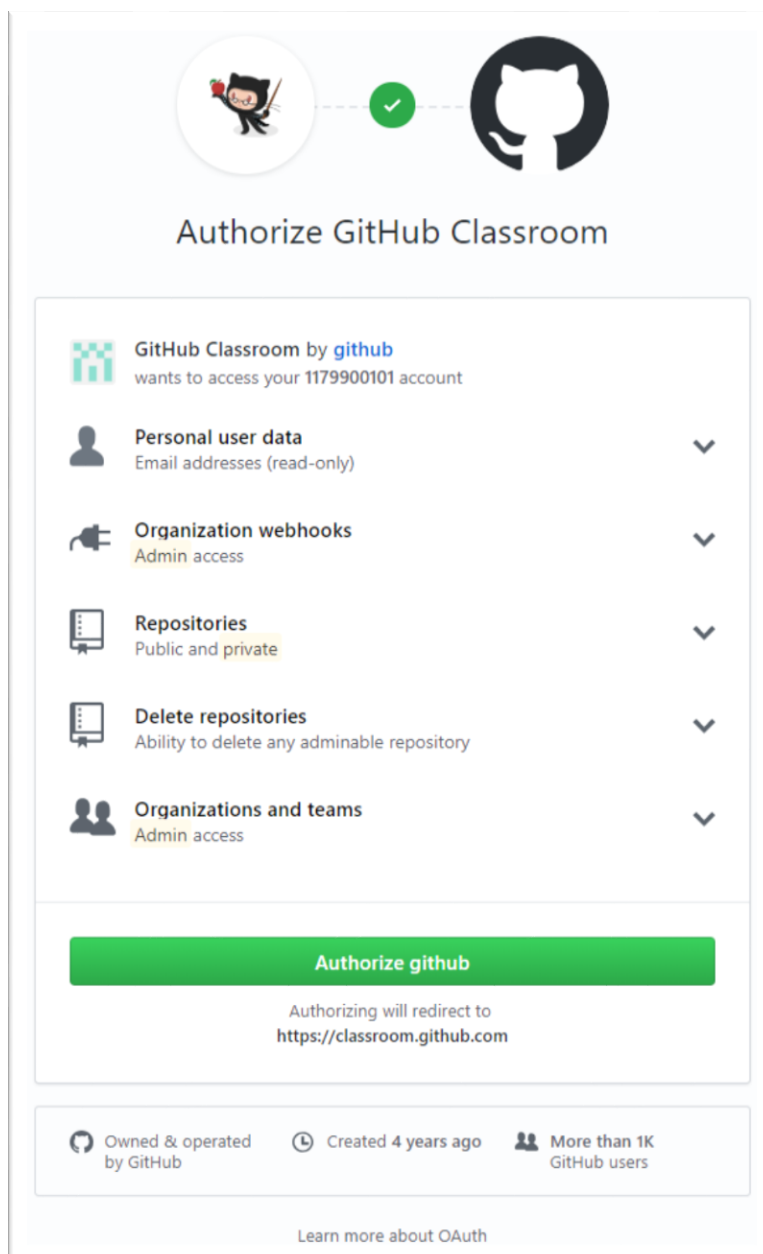 Authorize GitHub Classroom
GitHub Classroom by github
wants to access your 1179900101 account
Personal user data
Email addresses (read-only)
Organization webhooks
Admin access
Repositories
Public and private
Delete repositories
Ability to delete any adminable repository
Organizations and teams
Admin access
Authorize github
Authorizing will redirect to
https://classroom.github.com
Owned & operated
by GitHub
Created 4 years ago
More than 1K
GitHub users
Learn more about OAuth